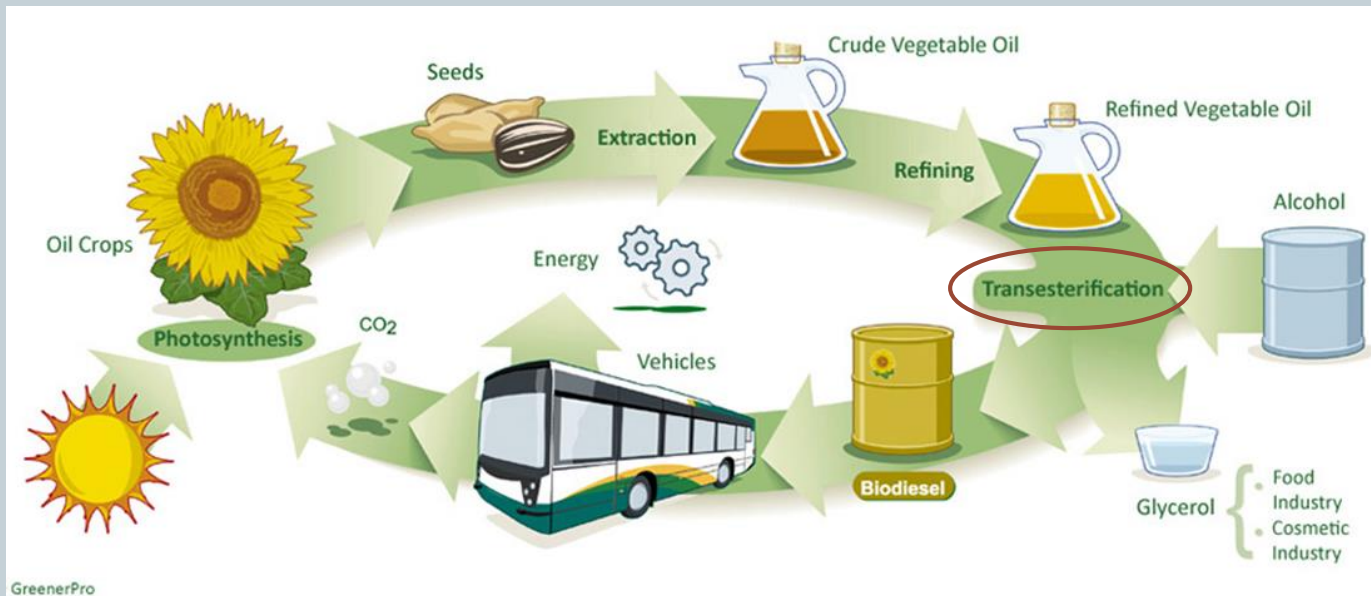 Seeds
Crude Vegetable Oil
Extraction
Refined Vegetable Oil
Refining
Alcohol
Oil Crops
Energy
Transesterification
Photosynthesis
CO2
Vehicles
Biodiesel
Glycerol
Food
Industry
Cosmetic
Industry
GreenerPro